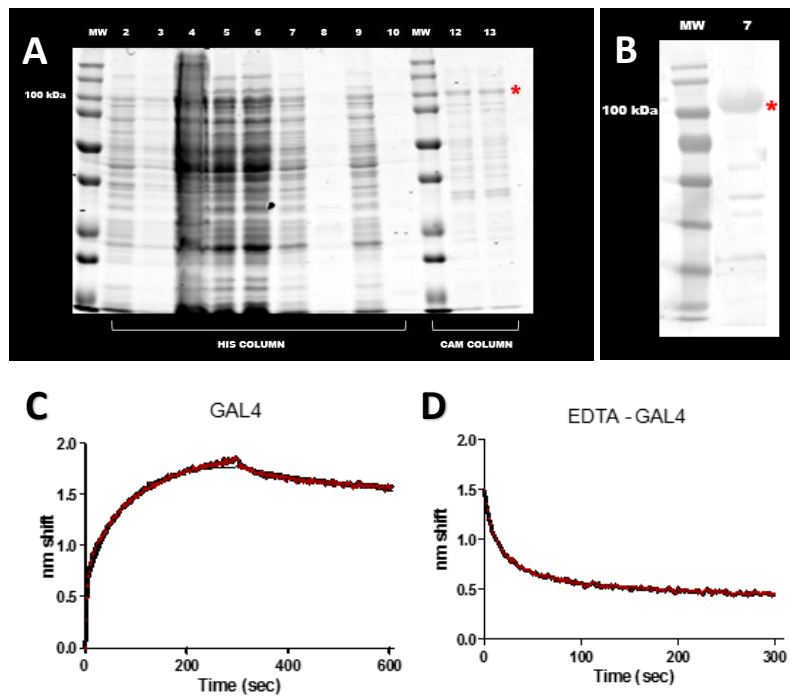 A
MW 2 3 4 5 6 7 8 9 10 MW 12 13
100 kDa
*
HIS COLUMN
CAM COLUMN
B
MW 7
100 kDa
*
C
GAL4
nm shift
2.0
1.5
1.0
0.5
0.0
0 200 400 600
Time (sec)
D
EDTA - GAL4
nm shift
2.0
1.5
1.0
0.5
0.0
0 100 200 300
Time (sec)